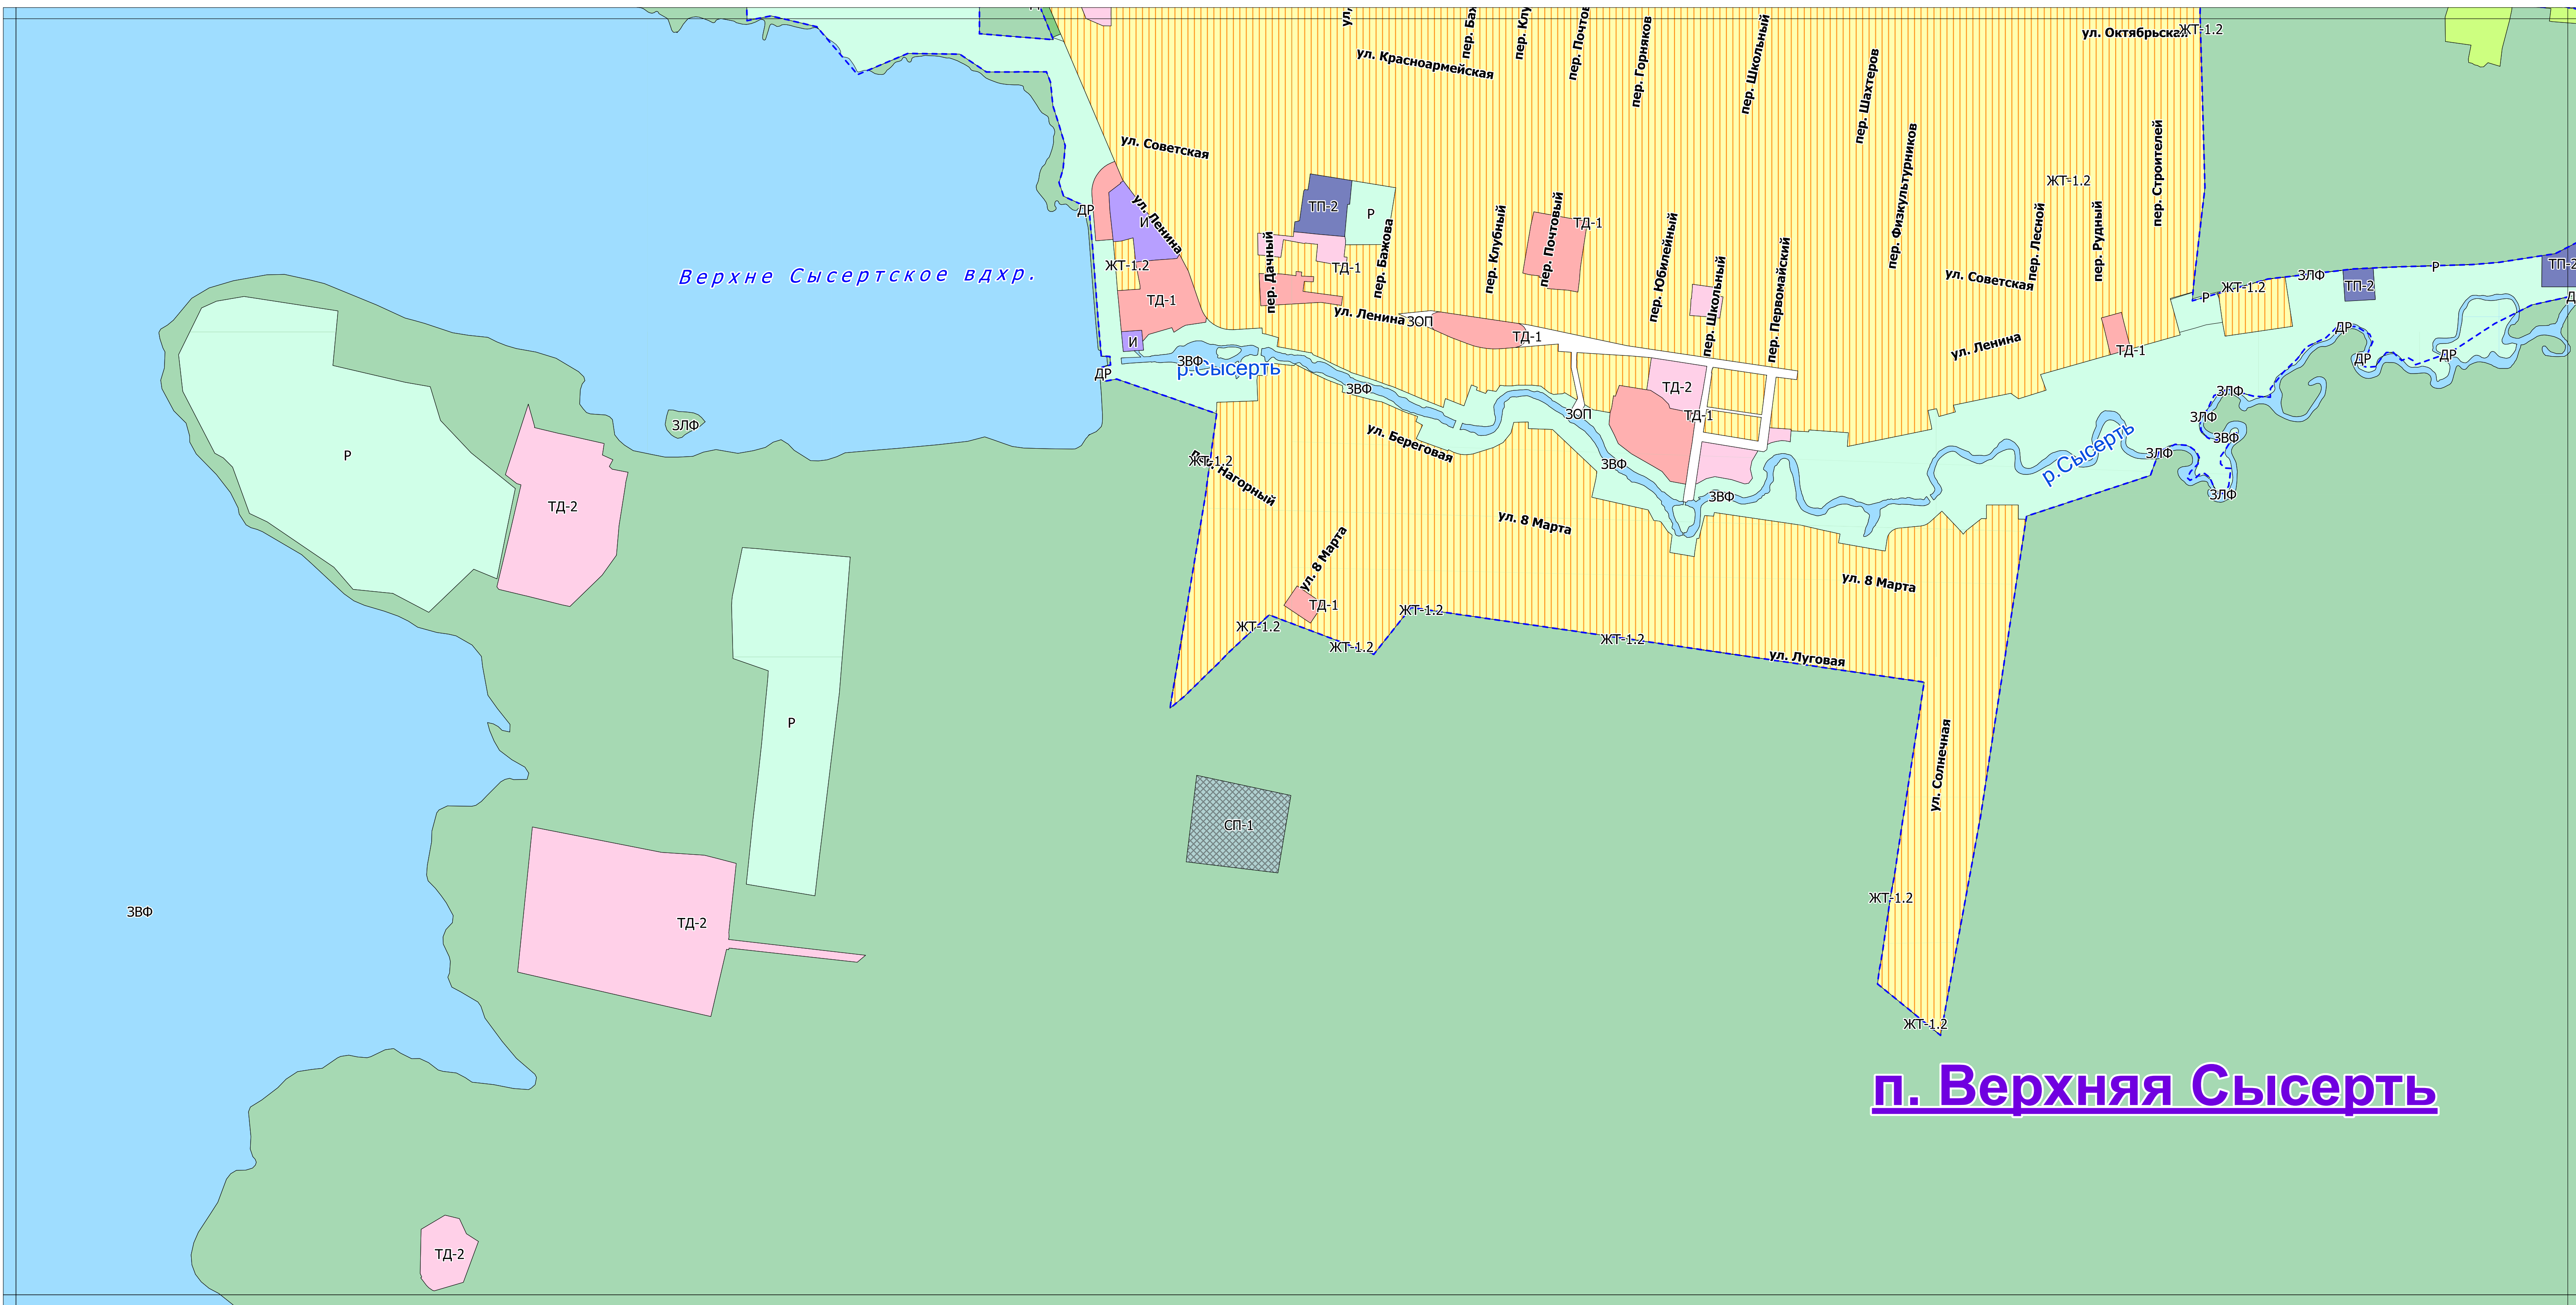 ул. Октябрьская
ЖТ-1.2
пер. Горняков
пер. Школьный
ул. Красноармейская
пер. Шахтеров
ул. Советская
пер. Физкультурников
пер. Строителей
ЖТ-1.2
ДР
И
ул. Ленина
ТП-2
Р
пер. Почтовый
ТД-1
пер. Клубный
пер. Бажова
пер. Дачный
пер. Юбилейный
пер. Школьный
пер. Первомайский
пер. Лесной
пер. Рудный
Верхне Сысертское вдхр.
ЖТ-1.2
ТД-1
ул. Советская
ЗЛФ
Р
ТП-2
ЖТ-1.2
ТП-2
Р
ТД-1
ул. Ленина
ЗОП
ТД-1
И
ул. Ленина
ТД-1
ДР
ДР
ДР
ЗВФ
р.Сысерть
ДР
ЗВФ
ТД-2
ЗЛФ
ЗОП
ТД-1
ЗЛФ
ЗЛФ
ЗВФ
р.Сысерть
ЗЛФ
ул. Береговая
Р
ЖТ-1.2
пер. Нагорный
ЗВФ
ЗВФ
ЗЛФ
ТД-2
ул. 8 Марта
ул. 8 Марта
ул. 8 Марта
ТД-1
ЖТ-1.2
ЖТ-1.2
ЖТ-1.2
ЖТ-1.2
ул. Луговая
Р
ул. Солнечная
СП-1
ЖТ-1.2
ЗВФ
ТД-2
ЖТ-1.2
п. Верхняя Сысерть
ТД-2